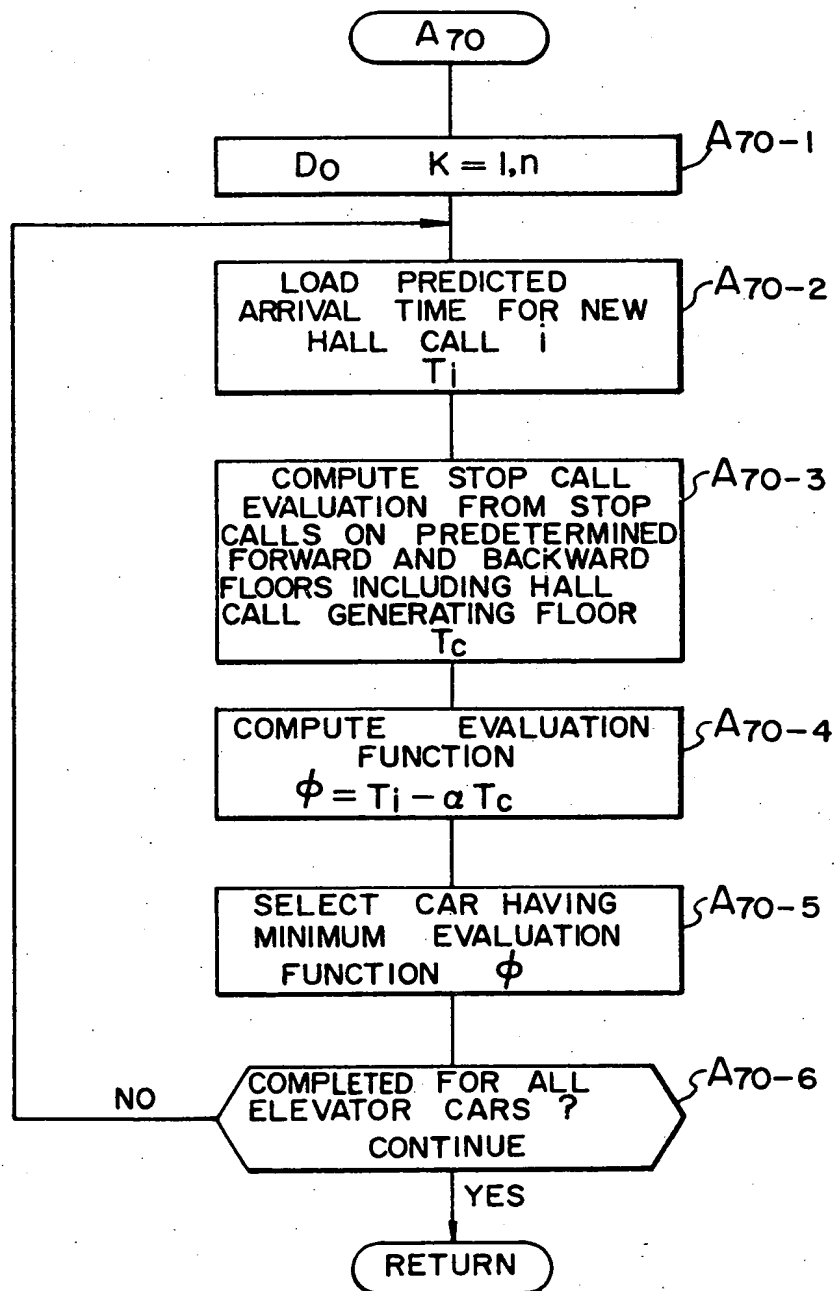 A70
Do K = 1,n
A70-1
LOAD PREDICTED
ARRIVAL TIME FOR NEW
HALL CALL i
Ti
A70-2
COMPUTE STOP CALL
EVALUATION FROM STOP
CALLS ON PREDETERMINED
FORWARD AND BACKWARD
FLOORS INCLUDING HALL
CALL GENERATING FLOOR
Tc
A70-3
COMPUTE EVALUATION
FUNCTION
ϕ = Ti - α Tc
A70-4
SELECT CAR HAVING
MINIMUM EVALUATION
FUNCTION ϕ
A70-5
COMPLETED FOR ALL
ELEVATOR CARS ?
CONTINUE
A70-6
NO
YES
RETURN